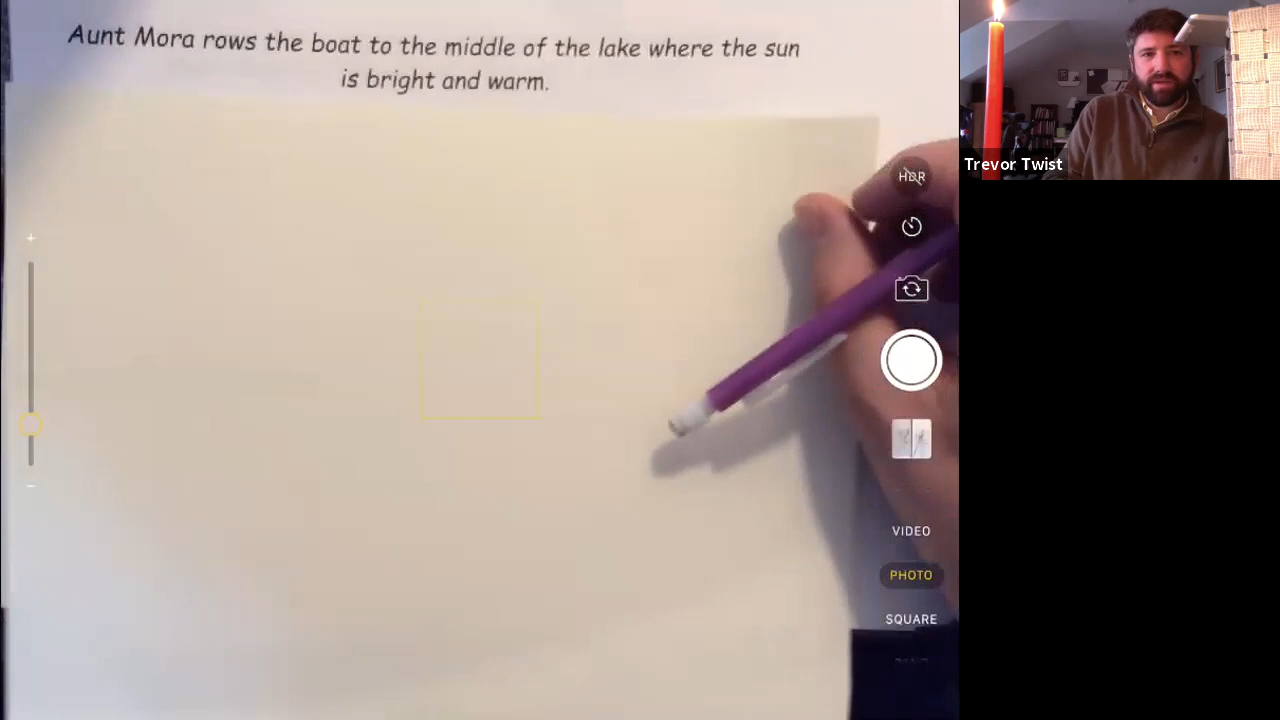 Aunt Mora rows the boat to the middle of the lake where the sun
is bright and warm.
HDR
VIDEO
PHOTO
SQUARE
Trevor Twist